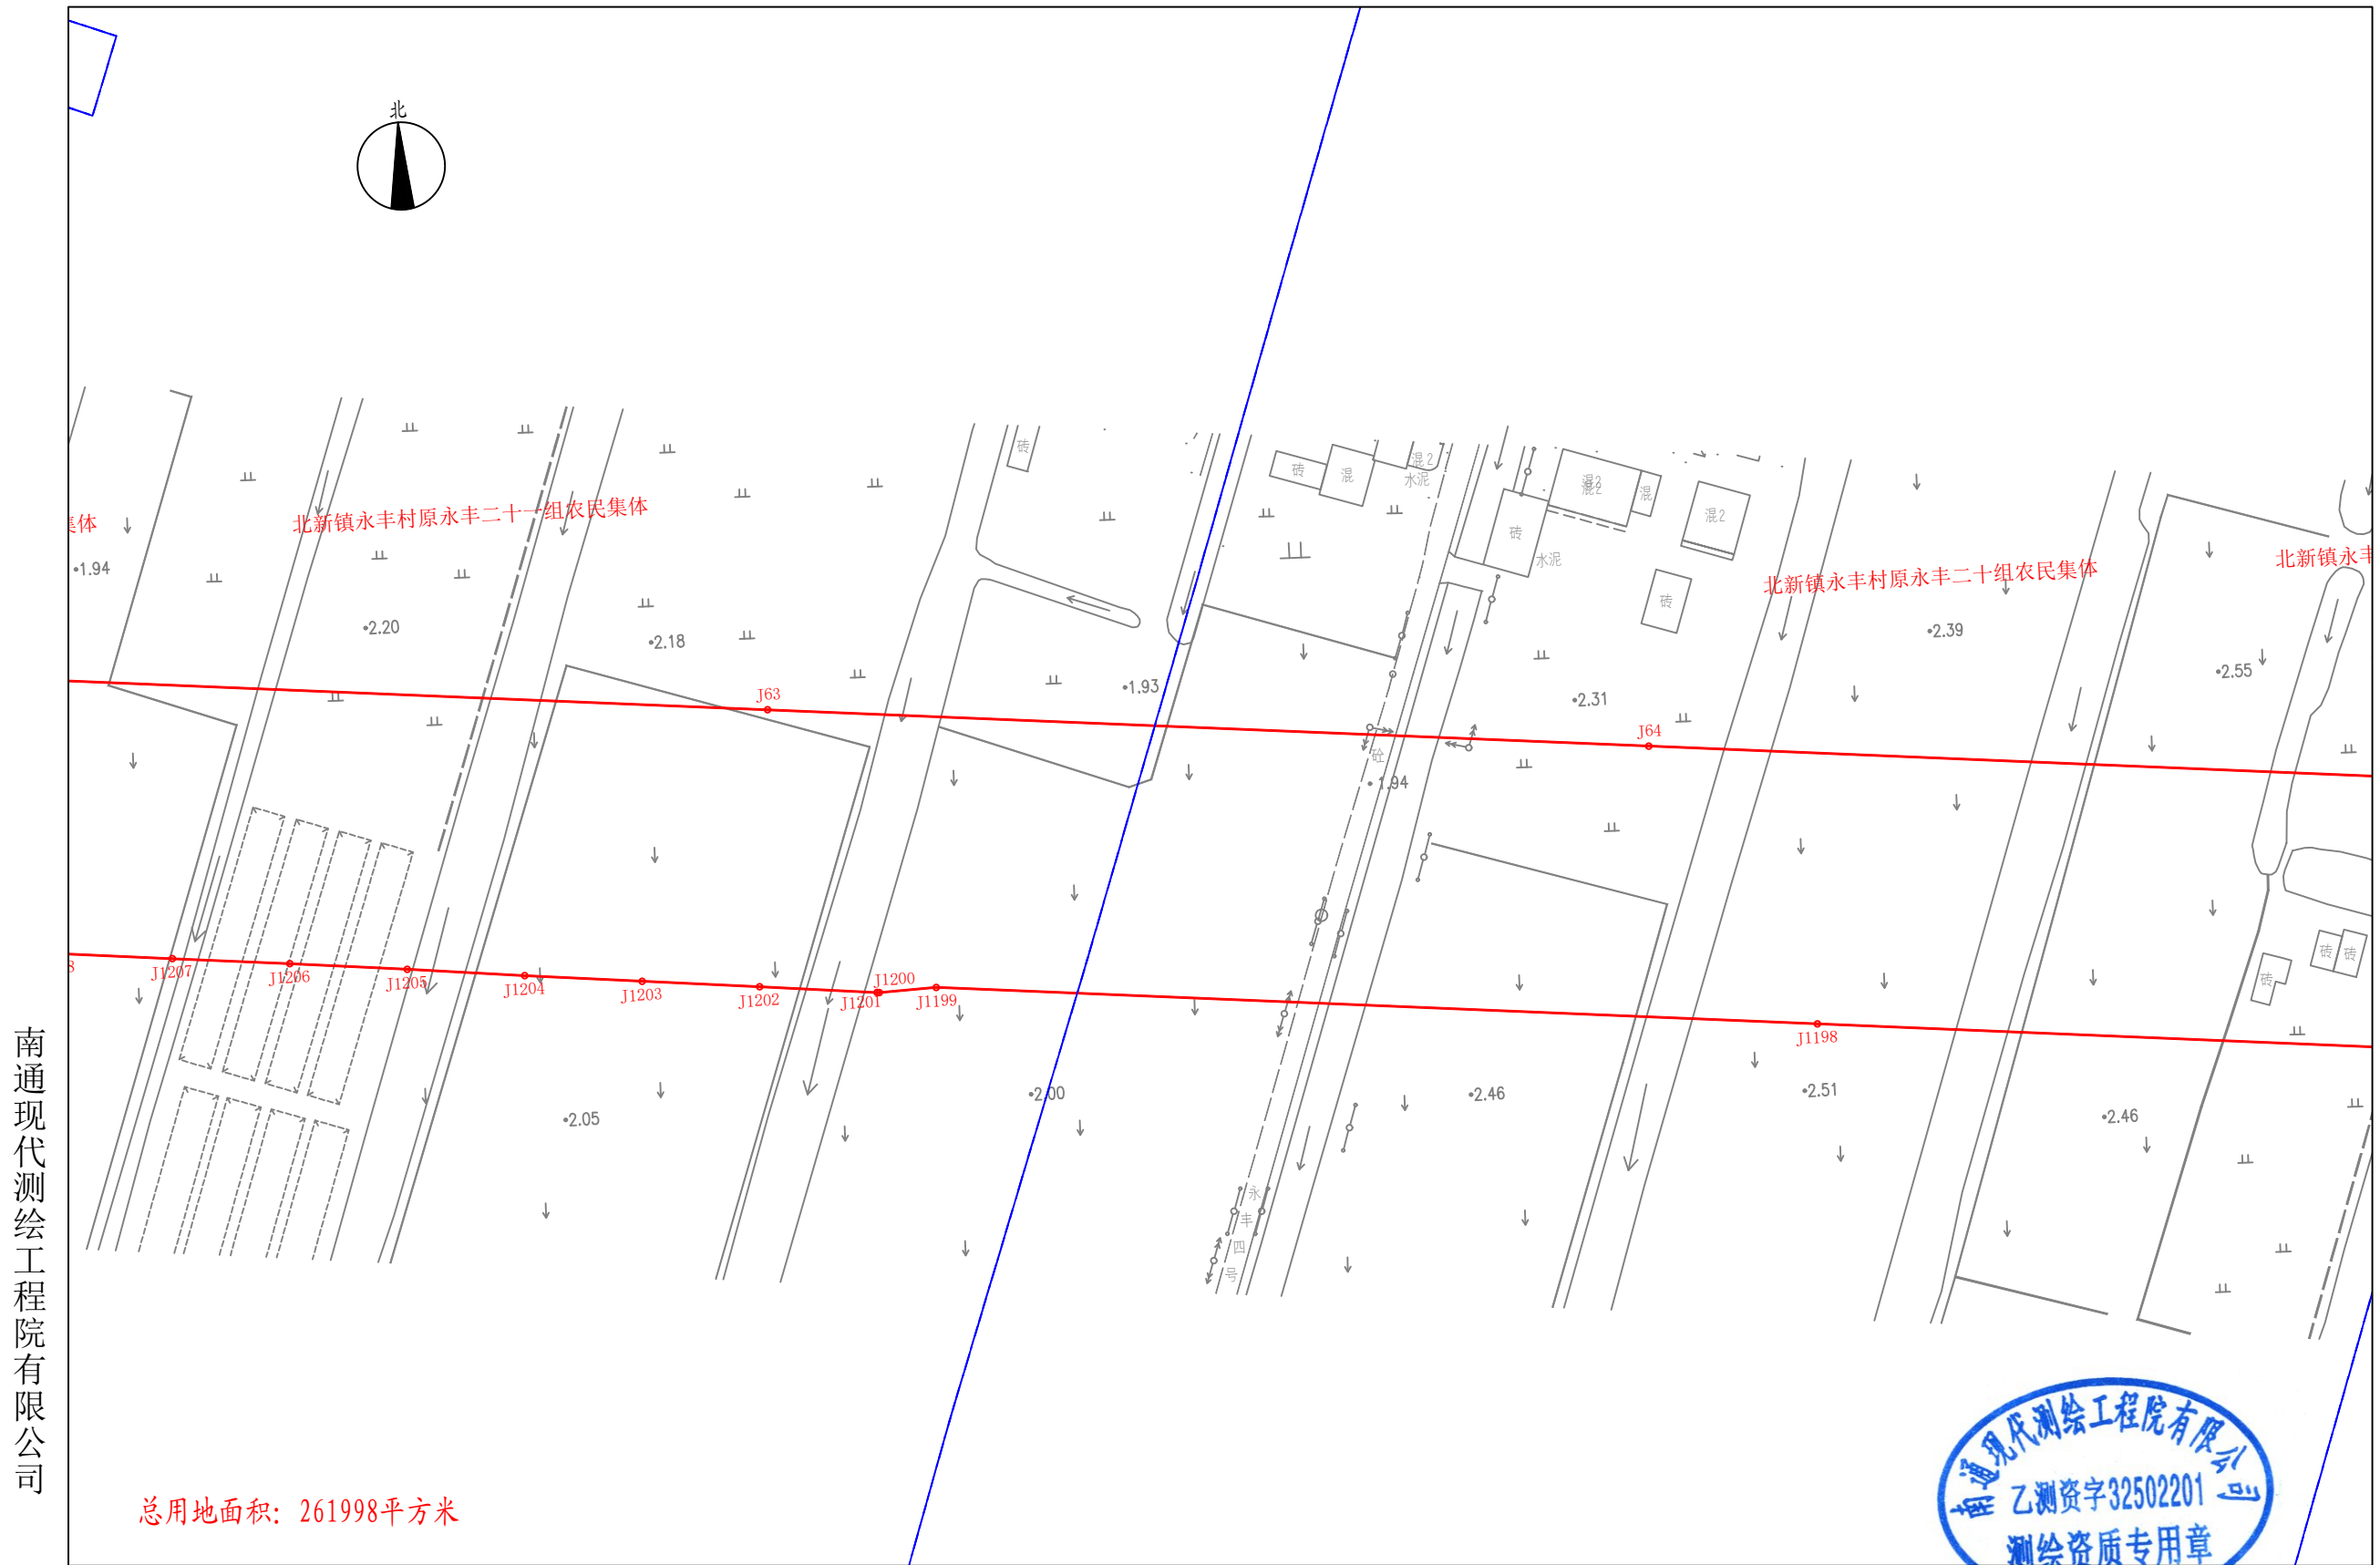 北
砖
砖
混
混2
水泥
混2
混2
混
混2
砖
水泥
砖
集体
北新镇永丰村原永丰二十一组农民集体
北新镇永丰村原永丰二十组农民集体
北新镇永丰
1.94
2.20
2.18
1.93
2.31
2.39
2.55
J63
J64
砼
1.94
砖
砖
砖
8
J1207
J1206
J1205
J1204
J1203
J1202
J1201
J1200
J1199
J1198
2.05
2.00
2.46
2.51
2.46
永
丰
四
号
南通现代测绘工程院有限公司
总用地面积：261998平方米
南通现代测绘工程院有限公司
乙测资字32502201
测绘资质专用章